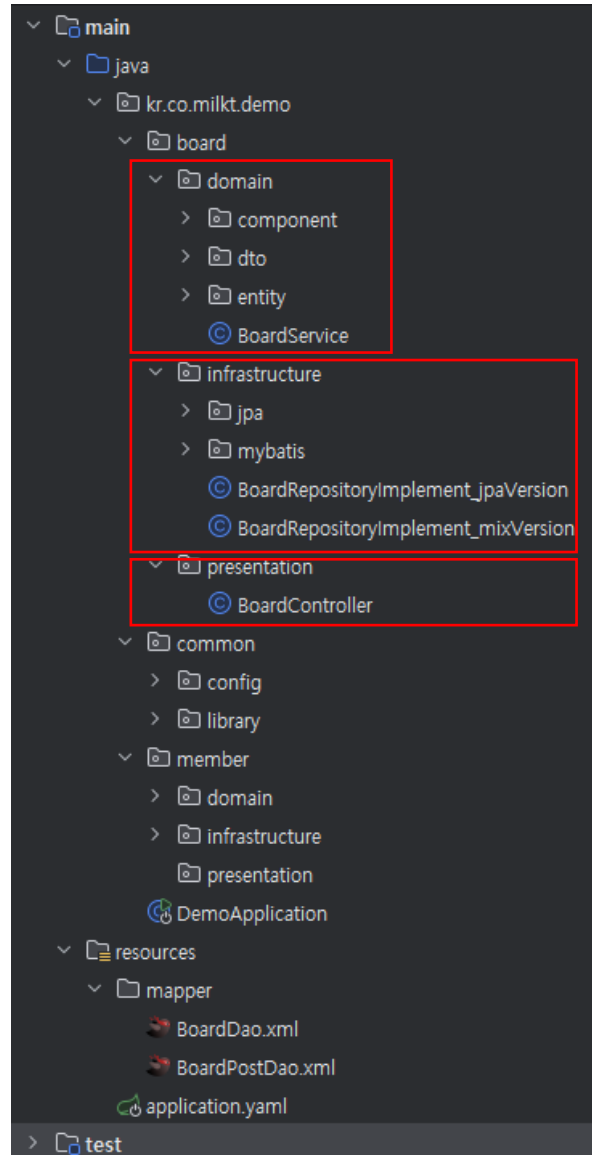 main
java
kr.co.milkt.demo
board
domain
component
dto
entity
BoardService
infrastructure
jpa
mybatis
BoardRepositoryImplement_jpaVersion
BoardRepositoryImplement_mixVersion
presentation
BoardController
common
config
library
member
domain
infrastructure
presentation
DemoApplication
resources
mapper
BoardDao.xml
BoardPostDao.xml
application.yaml
test